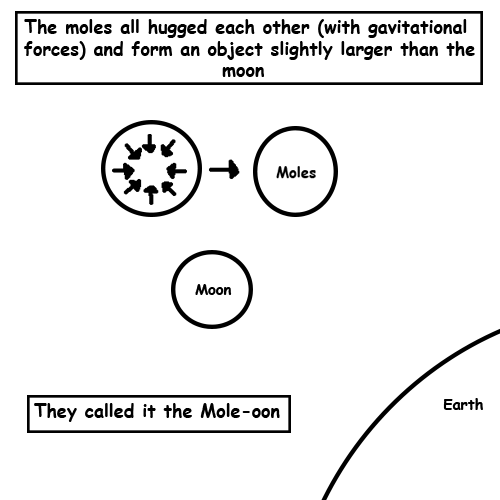 The moles all hugged each other (with gavitational
forces) and form an object slightly larger than the
moon
Moles
Moon
Earth
They called it the Mole-oon